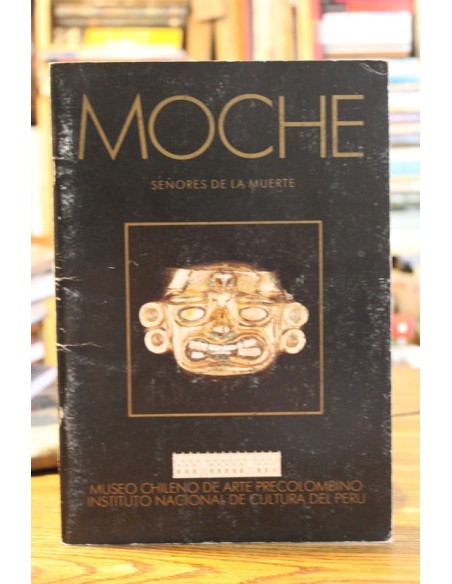 MOCHE
SEÑORES DE LA MUERTE
MUSEO CHILENO DE ARTE PRECOLOMBINO
INSTITUTO NACIONAL DE CULTURA DEL PERU